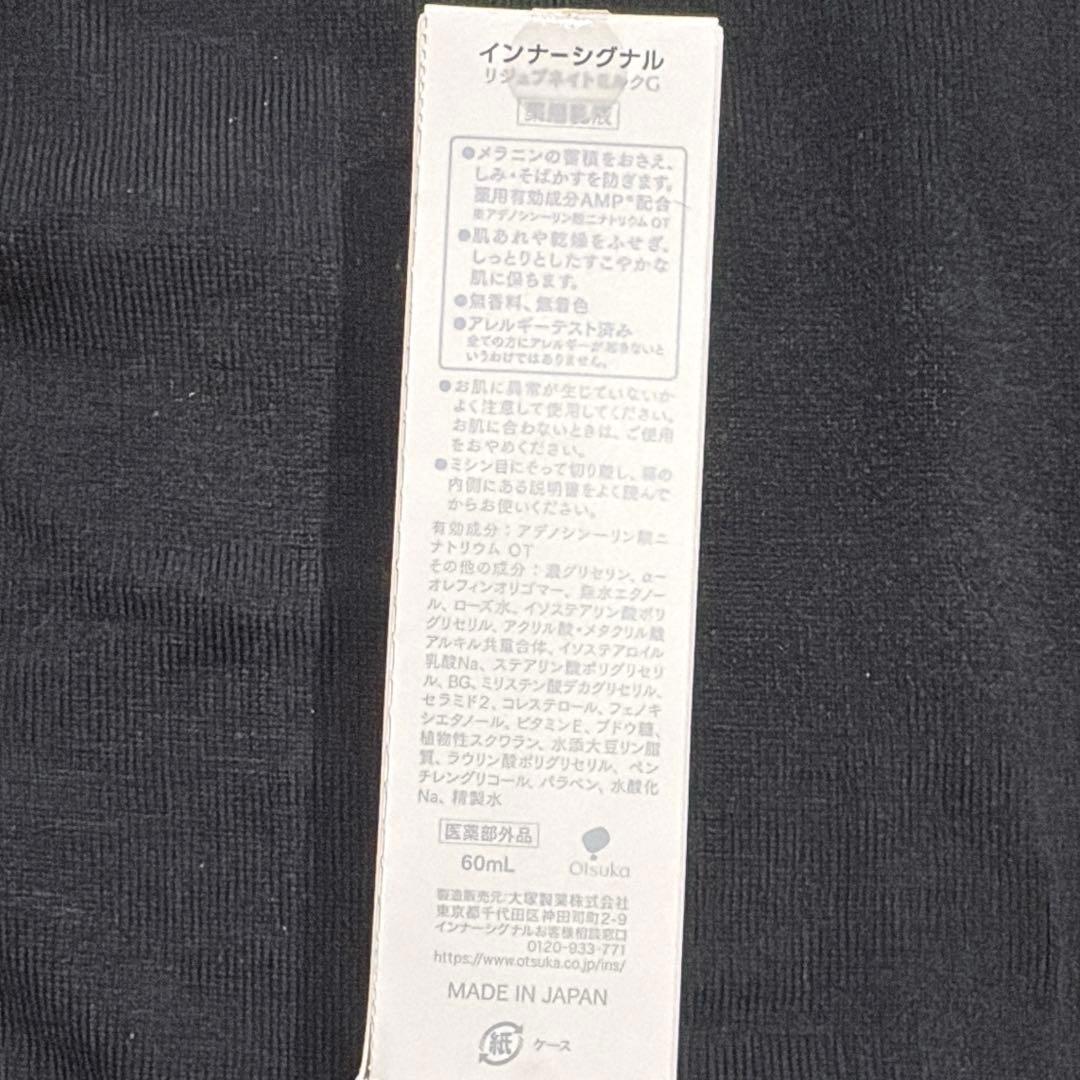 インナーシグナル
リジュブネイトミルクG
薬用乳液
●メラニンの蓄積をおさえ、
しみ・そばかすを防ぎます。
薬用有効成分AMP※配合
※アデノシン一リン酸二ナトリウム OT
●肌あれや乾燥をふせぎ、
しっとりとしたすこやかな
肌に保ちます。
●無香料、無着色
●アレルギーテスト済み
全ての方にアレルギーが起きないと
いうわけではありません。
●お肌に異常が生じていないか
よく注意して使用してください。
お肌に合わないときは、ご使用
をおやめください。
●ミシン目にそって切り離し、箱の
内側にある説明書をよく読んで
からお使いください。
有効成分：アデノシン一リン酸二
ナトリウム OT
その他の成分：濃グリセリン、α-
オレフィンオリゴマー、無水エタノー
ル、ローズ水、イソステアリン酸ポリ
グリセリル、アクリル酸・メタクリル酸
アルキル共重合体、イソステアロイル
乳酸Na、ステアリン酸ポリグリセリ
ル、BG、ミリステン酸デカグリセリル、
セラミド2、コレステロール、フェノキ
シエタノール、ビタミンE、ブドウ糖、
植物性スクワラン、水添大豆リン脂
質、ラウリン酸ポリグリセリル、ペン
チレングリコール、パラベン、水酸化
Na、精製水
医薬部外品
60mL
Otsuka
製造販売元/大塚製薬株式会社
東京都千代田区神田司町2-9
インナーシグナルお客様相談窓口
0120-933-771
https://www.otsuka.co.jp/ins/
MADE IN JAPAN
紙 ケース